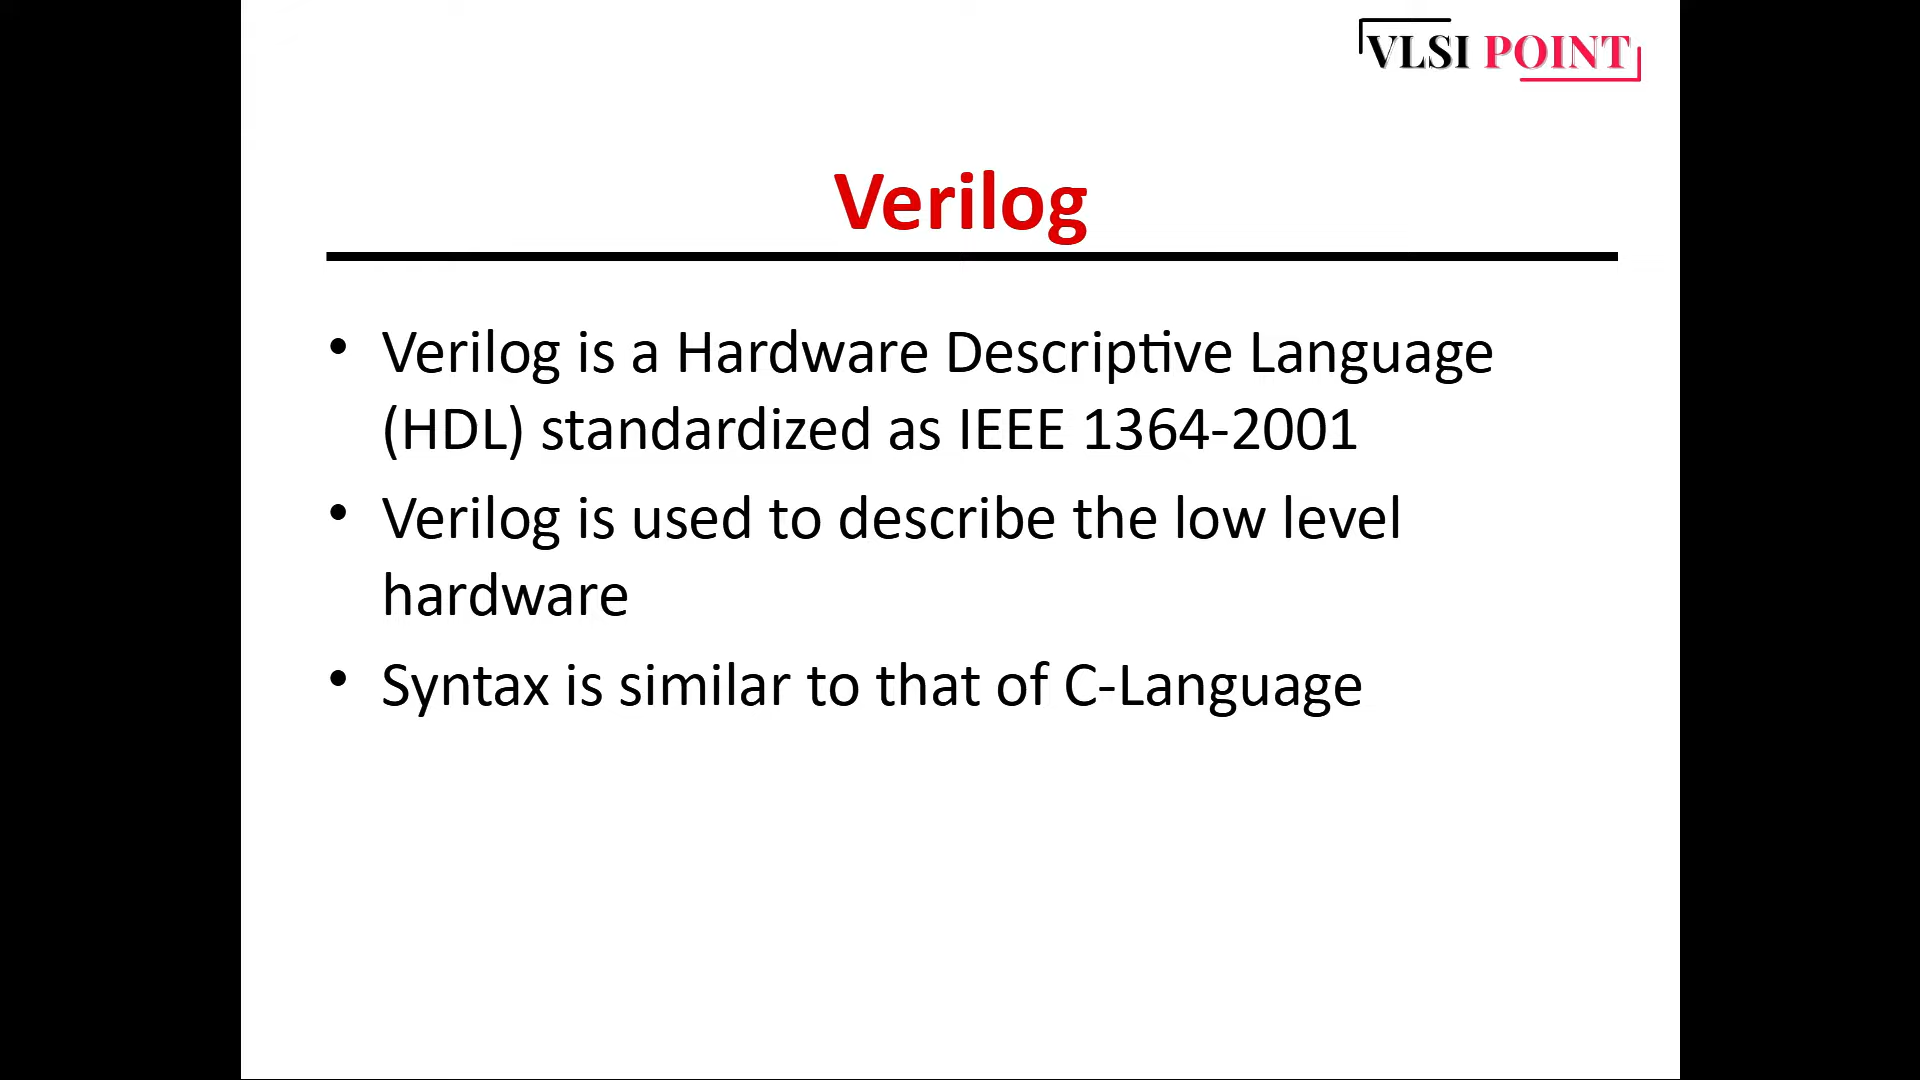 VLSI POINT
Verilog
• Verilog is a Hardware Descriptive Language
(HDL) standardized as IEEE 1364-2001
• Verilog is used to describe the low level
hardware
• Syntax is similar to that of C-Language